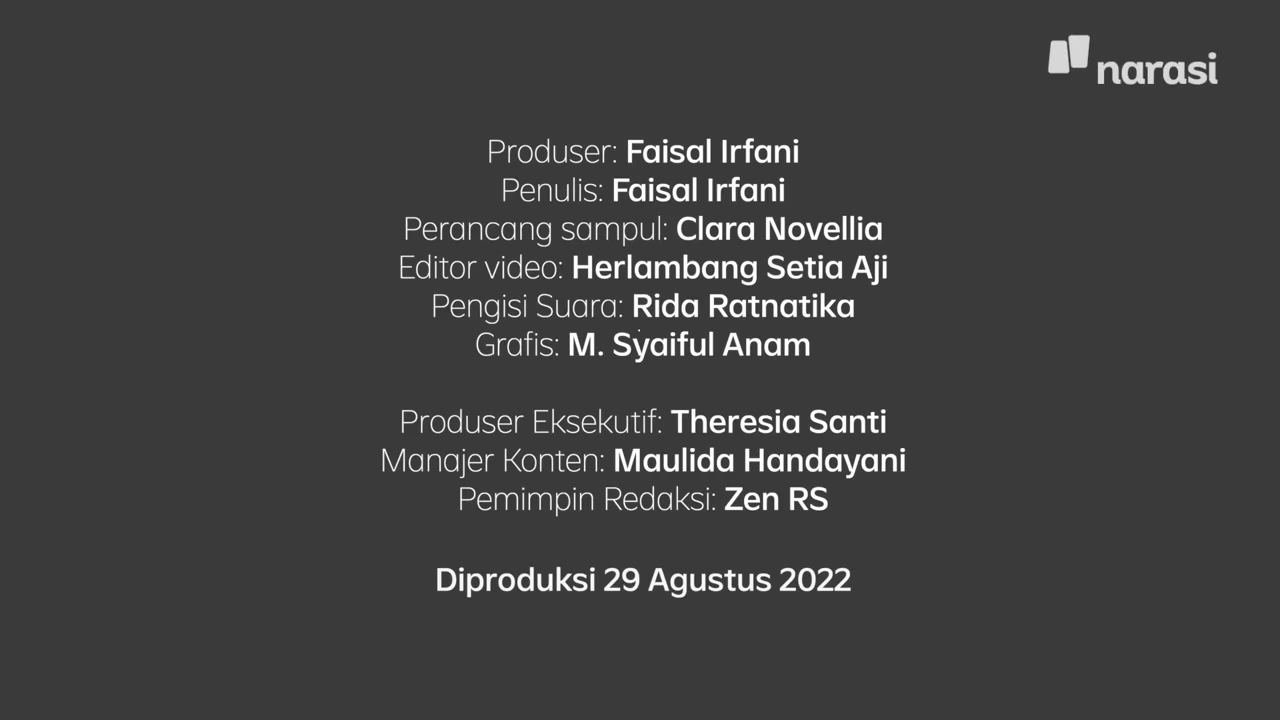 narasi
Produser: Faisal Irfani
Penulis: Faisal Irfani
Perancang sampul: Clara Novellia
Editor video: Herlambang Setia Aji
Pengisi Suara: Rida Ratnatika
Grafis: M. Syaiful Anam
Produser Eksekutif: Theresia Santi
Manajer Konten: Maulida Handayani
Pemimpin Redaksi: Zen RS
Diproduksi 29 Agustus 2022